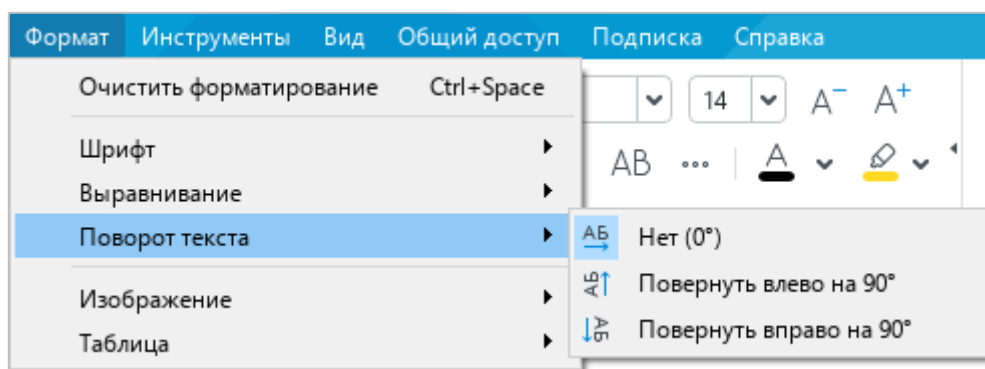 Формат Инструменты Вид Общий доступ Подписка Справка
Очистить форматирование Ctrl+Space
14 A− A+
Шрифт
AB ... A
Выравнивание
Поворот текста
АБ Нет (0°)
АБ Повернуть влево на 90°
Изображение
АБ Повернуть вправо на 90°
Таблица